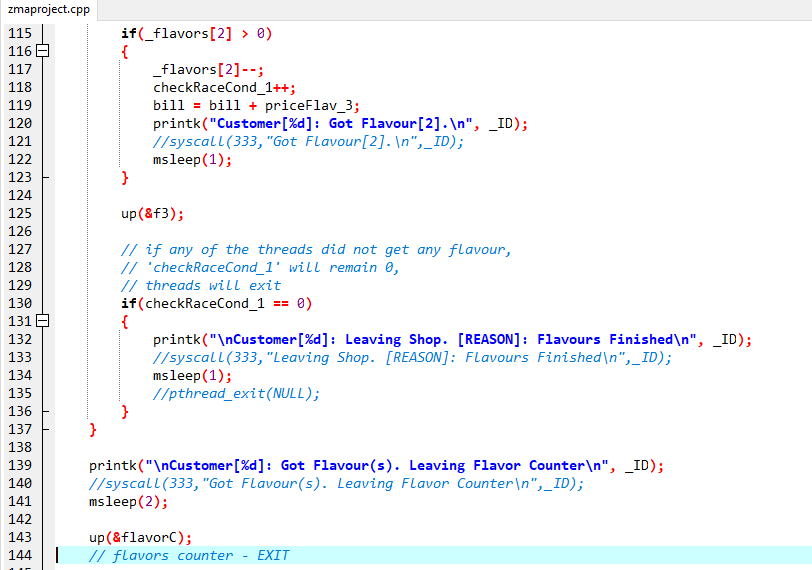 zmaproject.cpp
115 if(_flavors[2] > 0)
116 {
117 _flavors[2]--;
118 checkRaceCond_1++;
119 bill = bill + priceFlav_3;
120 printk("Customer[%d]: Got Flavour[2].\n", _ID);
121 //syscall(333,"Got Flavour[2].\n",_ID);
122 msleep(1);
123 }
124
125 up(&f3);
126
127 // if any of the threads did not get any flavour,
128 // 'checkRaceCond_1' will remain 0,
129 // threads will exit
130 if(checkRaceCond_1 == 0)
131 {
132 printk("\nCustomer[%d]: Leaving Shop. [REASON]: Flavours Finished\n", _ID);
133 //syscall(333,"Leaving Shop. [REASON]: Flavours Finished\n",_ID);
134 msleep(1);
135 //pthread_exit(NULL);
136 }
137 }
138
139 printk("\nCustomer[%d]: Got Flavour(s). Leaving Flavor Counter\n", _ID);
140 //syscall(333,"Got Flavour(s). Leaving Flavor Counter\n",_ID);
141 msleep(2);
142
143 up(&flavorC);
144 // flavors counter - EXIT